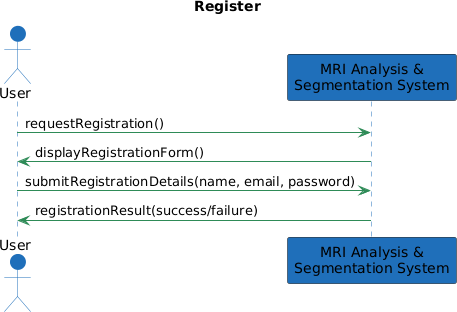 Register
User
MRI Analysis &
Segmentation System
requestRegistration()
displayRegistrationForm()
submitRegistrationDetails(name, email, password)
registrationResult(success/failure)
User
MRI Analysis &
Segmentation System